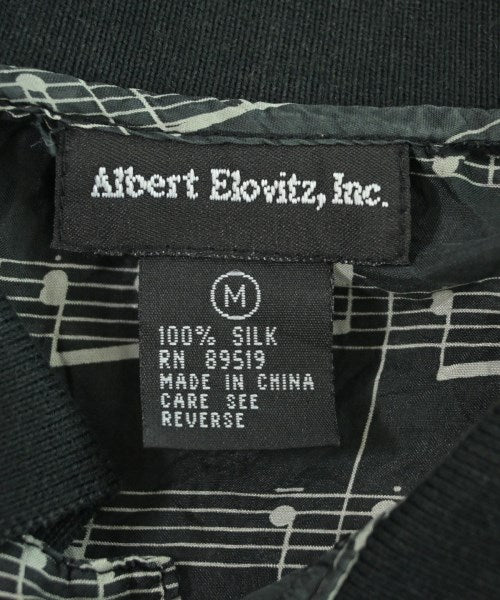 Albert Elovitz, Inc.
M
100% SILK
RN 89519
MADE IN CHINA
CARE SEE
REVERSE